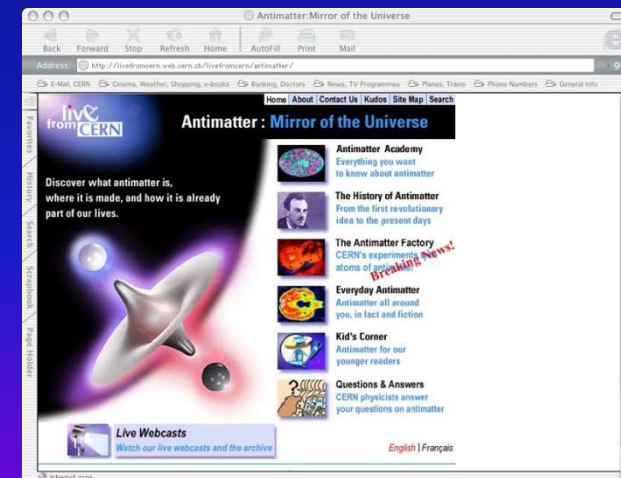 Antimatter:Mirror of the Universe
Back Forward Stop Refresh Home AutoFill Print Mail
Address: http://livefromcern.web.cern.ch/livefromcern/antimatter/
E-Mail, CERN Cinema, Weather, Shopping, e-books Banking, Doctors News, TV Programmes Planes, Trains Phone Numbers General Info
Favorites
History
Search
Scrapbook
Page Holder
Home About Contact Us Kudos Site Map Search
live from CERN
Antimatter : Mirror of the Universe
Discover what antimatter is,
where it is made, and how it is already
part of our lives.
Antimatter Academy
Everything you want
to know about antimatter
The History of Antimatter
From the first revolutionary
idea to the present days
The Antimatter Factory
CERN's experiments
atoms of antimatter
Breaking News!
Everyday Antimatter
Antimatter all around
you, in fact and fiction
Kid's Corner
Antimatter for our
younger readers
Questions & Answers
CERN physicists answer
your questions on antimatter
Live Webcasts
Watch our live webcasts and the archive
English | Français
Internet zone